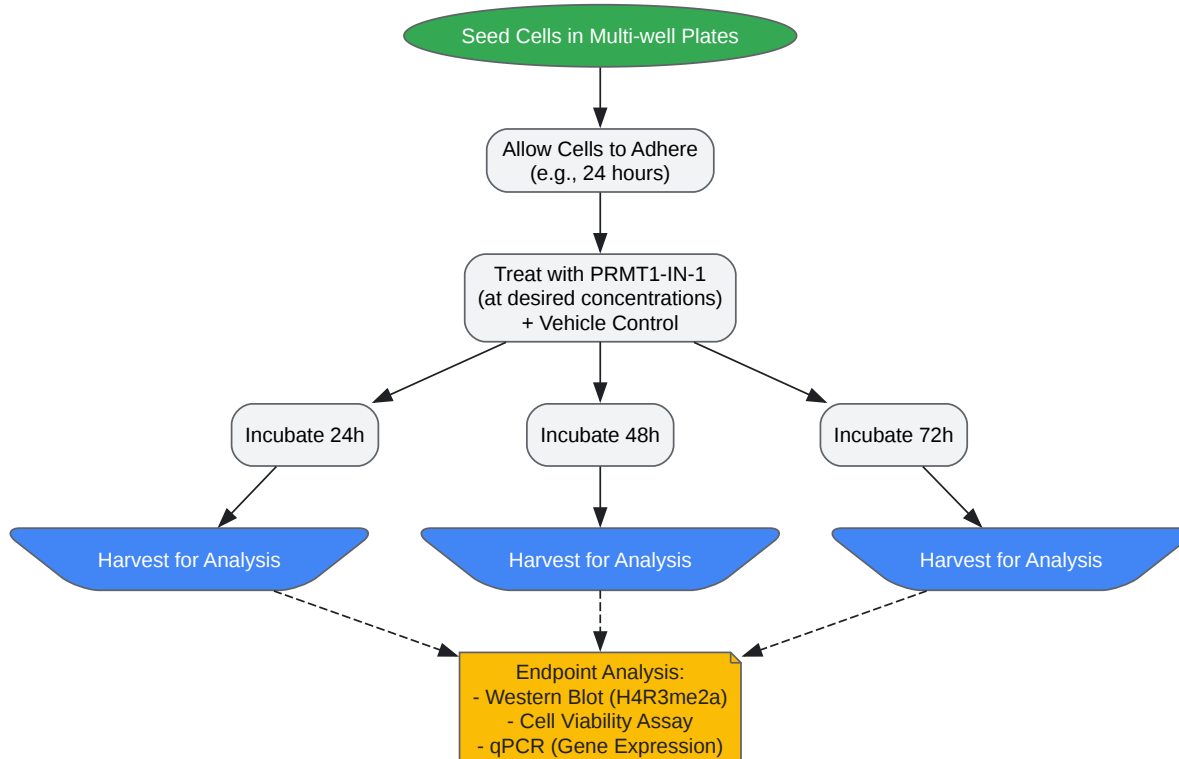 Seed Cells in Multi-well Plates
Allow Cells to Adhere
(e.g., 24 hours)
Treat with PRMT1-IN-1
(at desired concentrations)
+ Vehicle Control
Incubate 24h
Incubate 48h
Incubate 72h
Harvest for Analysis
Harvest for Analysis
Harvest for Analysis
Endpoint Analysis:
- Western Blot (H4R3me2a)
- Cell Viability Assay
- qPCR (Gene Expression)